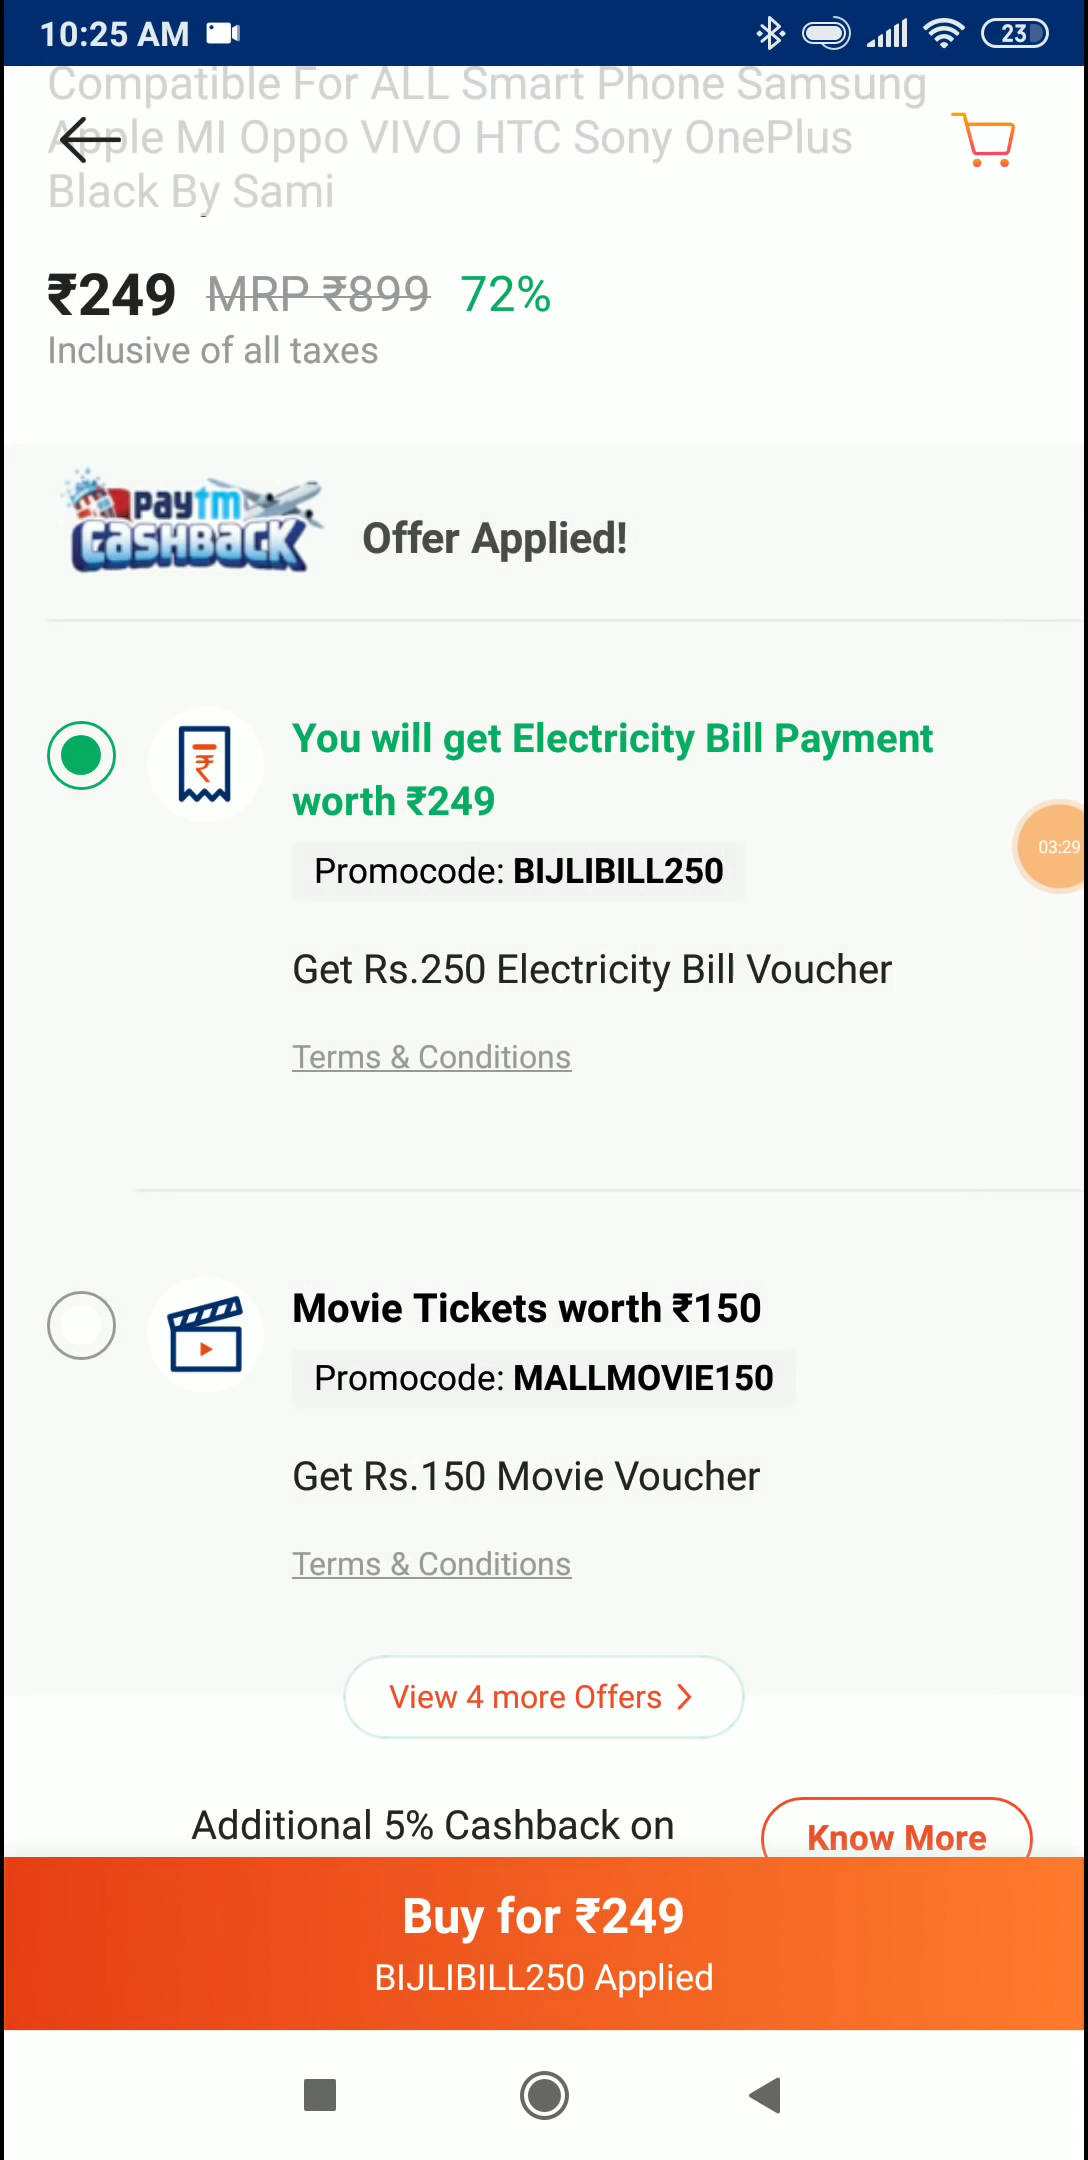 10:25 AM
23
Compatible For ALL Smart Phone Samsung
Apple MI Oppo VIVO HTC Sony OnePlus
Black By Sami
₹249 MRP ₹899 72%
Inclusive of all taxes
paytm
CASHBACK
Offer Applied!
You will get Electricity Bill Payment
worth ₹249
03:29
Promocode: BIJLIBILL250
Get Rs.250 Electricity Bill Voucher
Terms & Conditions
Movie Tickets worth ₹150
Promocode: MALLMOVIE150
Get Rs.150 Movie Voucher
Terms & Conditions
View 4 more Offers
Additional 5% Cashback on
Know More
Buy for ₹249
BIJLIBILL250 Applied